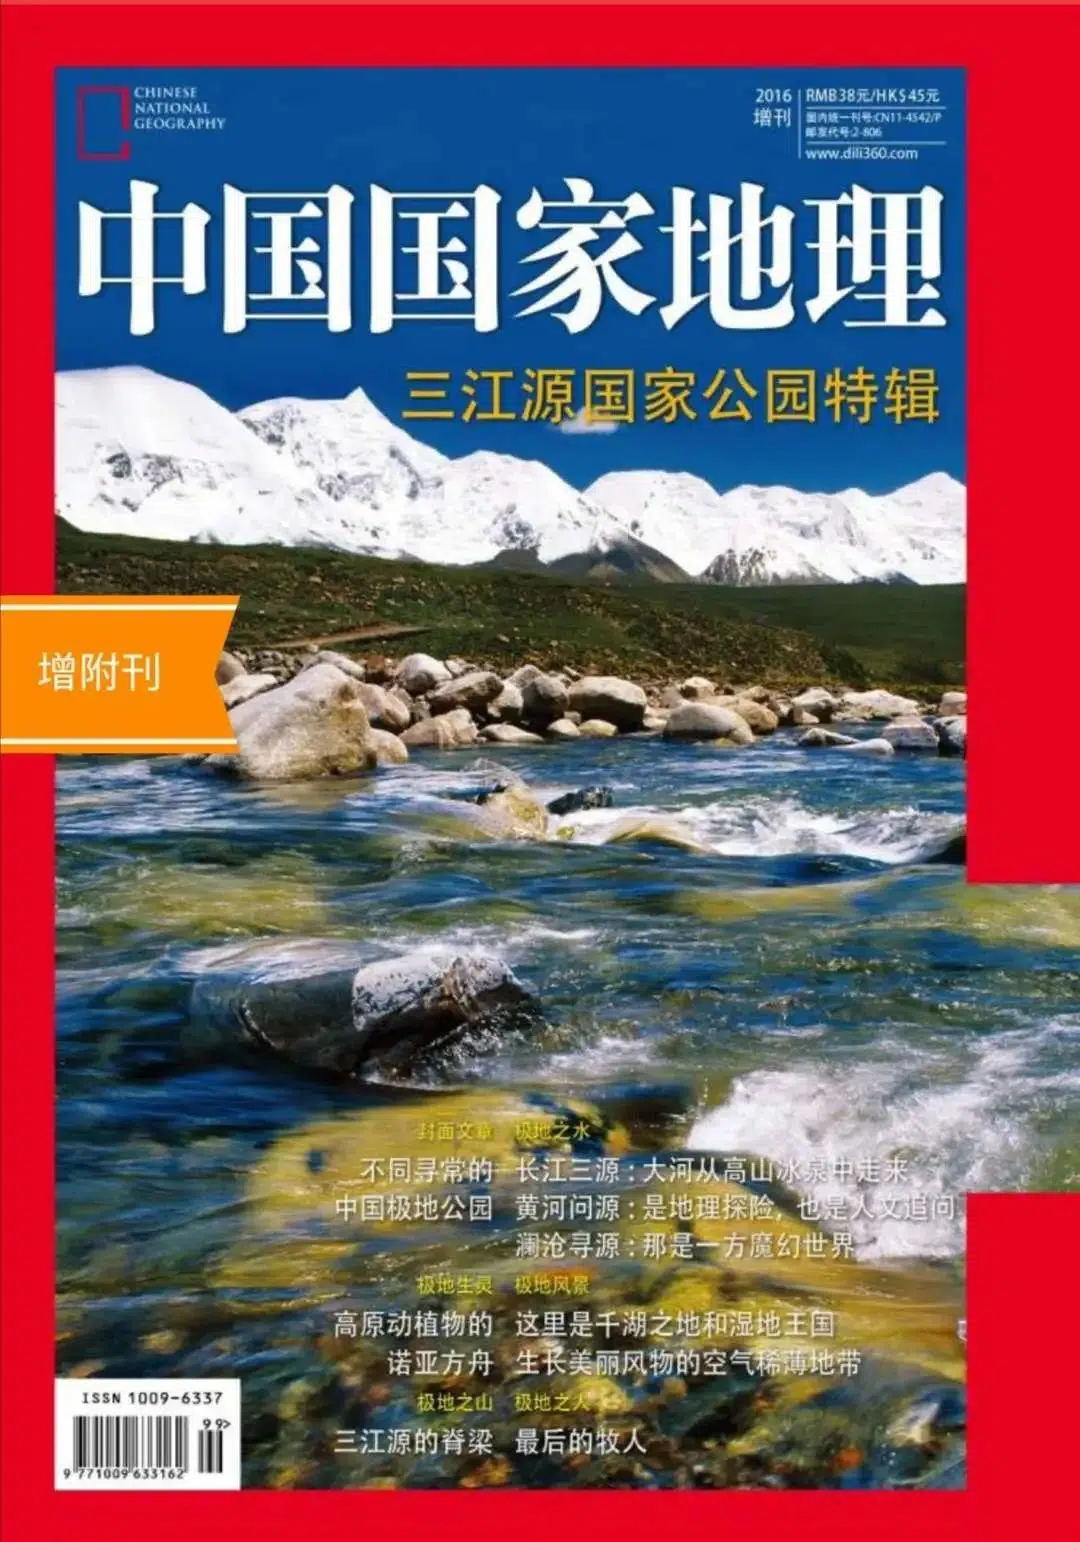 CHINESE
NATIONAL
GEOGRAPHY
2016
增刊
RMB38元/HK$45元
国内统一刊号:CN11-4542/P
邮发代号:2-806
www.dili360.com
中国国家地理
三江源国家公园特辑
增附刊
封面文章
不同寻常的
中国极地公园
极地之水
长江三源:大河从高山冰泉中走来
黄河问源:是地理探险,也是人文追问
澜沧寻源:那是一方魔幻世界
极地生灵
高原动植物的
诺亚方舟
极地风景
这里是千湖之地和湿地王国
生长美丽风物的空气稀薄地带
极地之山
三江源的脊梁
极地之人
最后的牧人
ISSN 1009-6337
99>
9 771009 633162